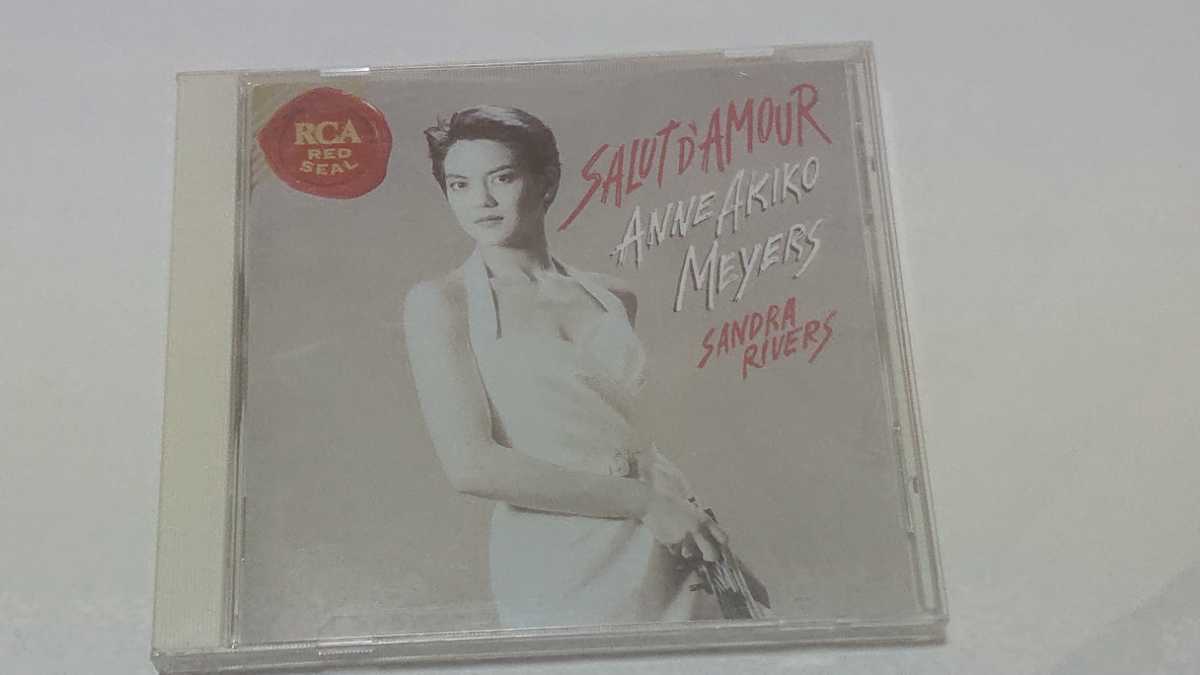 RCA
RED
SEAL
SALUT D'AMOUR
ANNE AKIKO
MEYERS
SANDRA
RIVERS